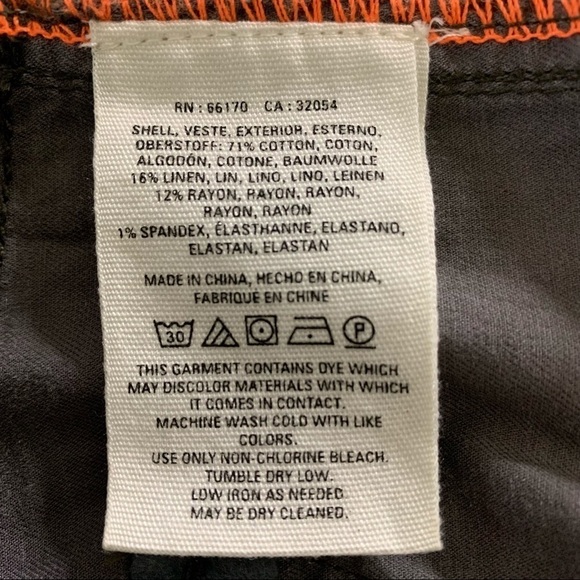 RN : 66170 CA : 32054
SHELL, VESTE, EXTERIOR, ESTERNO,
OBERSTOFF: 71% COTTON, COTON,
ALGODÓN, COTONE, BAUMWOLLE
16% LINEN, LIN, LINO, LINO, LEINEN
12% RAYON, RAYON, RAYON,
RAYON, RAYON
1% SPANDEX, ÉLASTHANNE, ELASTANO,
ELASTAN, ELASTAN
MADE IN CHINA, HECHO EN CHINA,
FABRIQUE EN CHINE
30 P
THIS GARMENT CONTAINS DYE WHICH
MAY DISCOLOR MATERIALS WITH WHICH
IT COMES IN CONTACT.
MACHINE WASH COLD WITH LIKE
COLORS.
USE ONLY NON-CHLORINE BLEACH.
TUMBLE DRY LOW.
LOW IRON AS NEEDED
MAY BE DRY CLEANED.